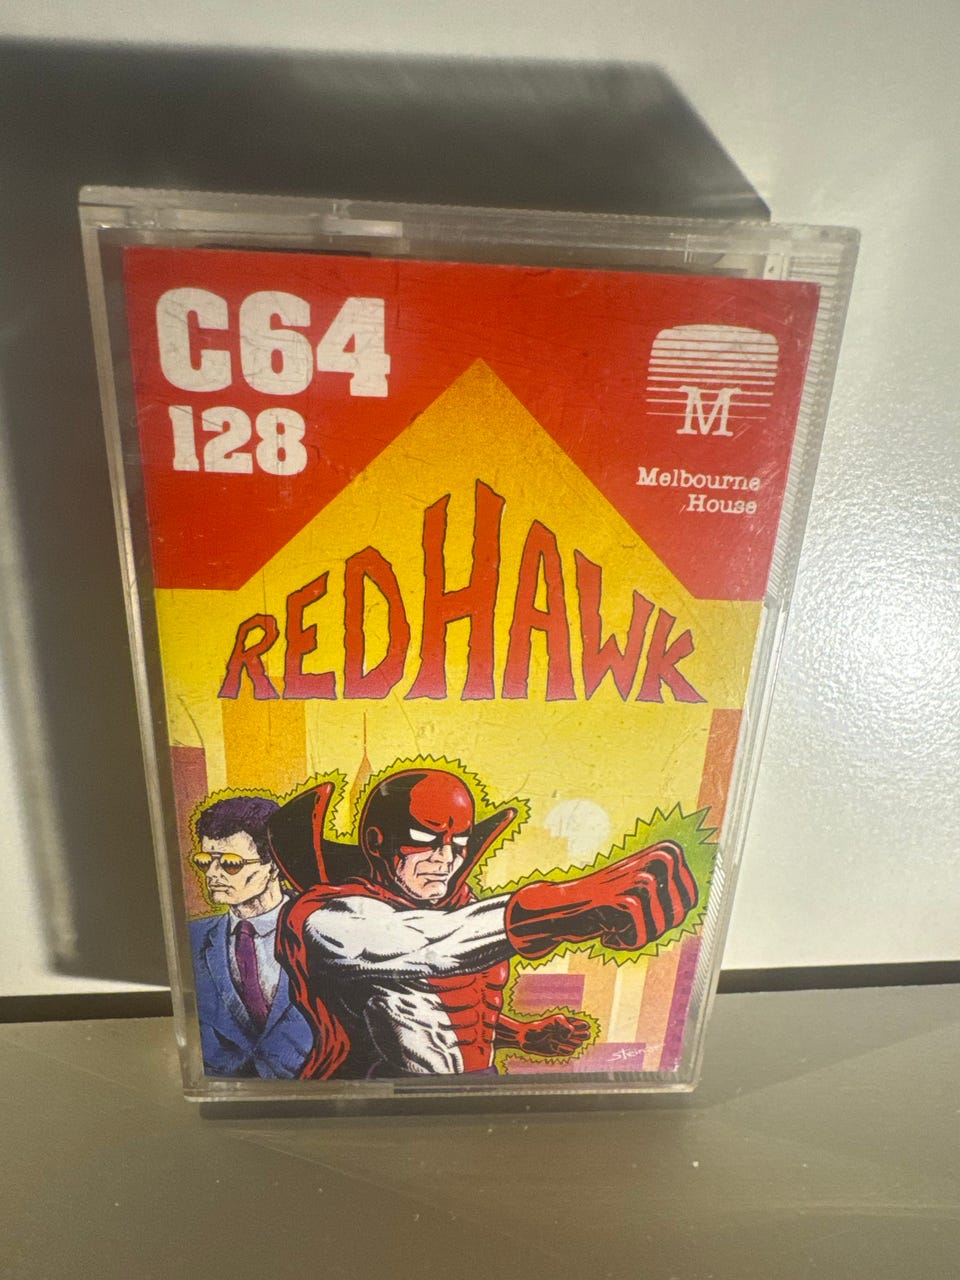 C64
128
M
Melbourne
House
REDHAWK